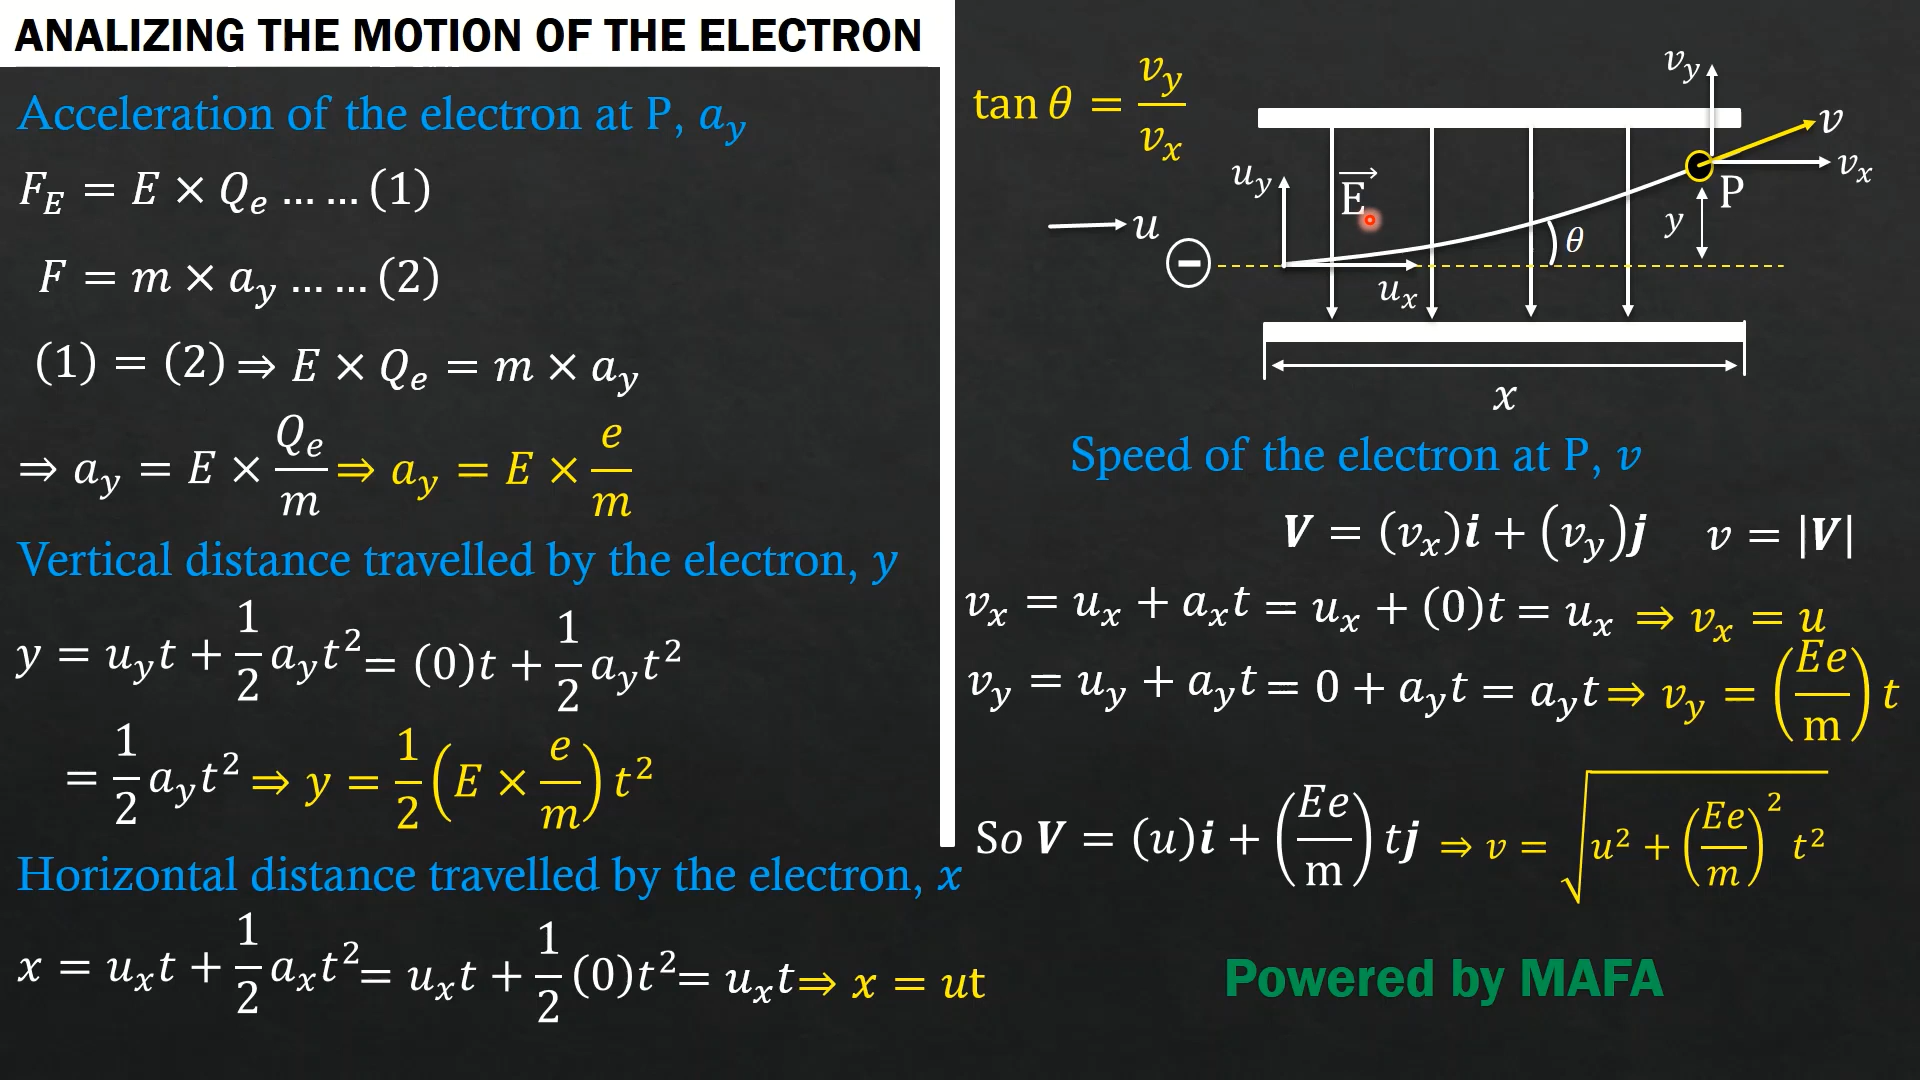 ANALIZING THE MOTION OF THE ELECTRON
Acceleration of the electron at P, a_y
F_E = E × Q_e … … (1)
F = m × a_y … … (2)
(1) = (2) ⇒ E × Q_e = m × a_y
⇒ a_y = E × Q_e/m ⇒ a_y = E × e/m
Vertical distance travelled by the electron, y
y = u_y t + 1/2 a_y t² = (0)t + 1/2 a_y t²
= 1/2 a_y t² ⇒ y = 1/2 (E × e/m) t²
Horizontal distance travelled by the electron, x
x = u_x t + 1/2 a_x t² = u_x t + 1/2 (0)t² = u_x t ⇒ x = ut
tan θ = v_y/v_x
v_y
v
v_x
P
u_y
E⃗
u
y
θ
−
u_x
x
Speed of the electron at P, v
V = (v_x)i + (v_y)j v = |V|
v_x = u_x + a_x t = u_x + (0)t = u_x ⇒ v_x = u
v_y = u_y + a_y t = 0 + a_y t = a_y t ⇒ v_y = (Ee/m) t
So V = (u)i + (Ee/m) tj ⇒ v = √(u² + (Ee/m)² t²)
Powered by MAFA